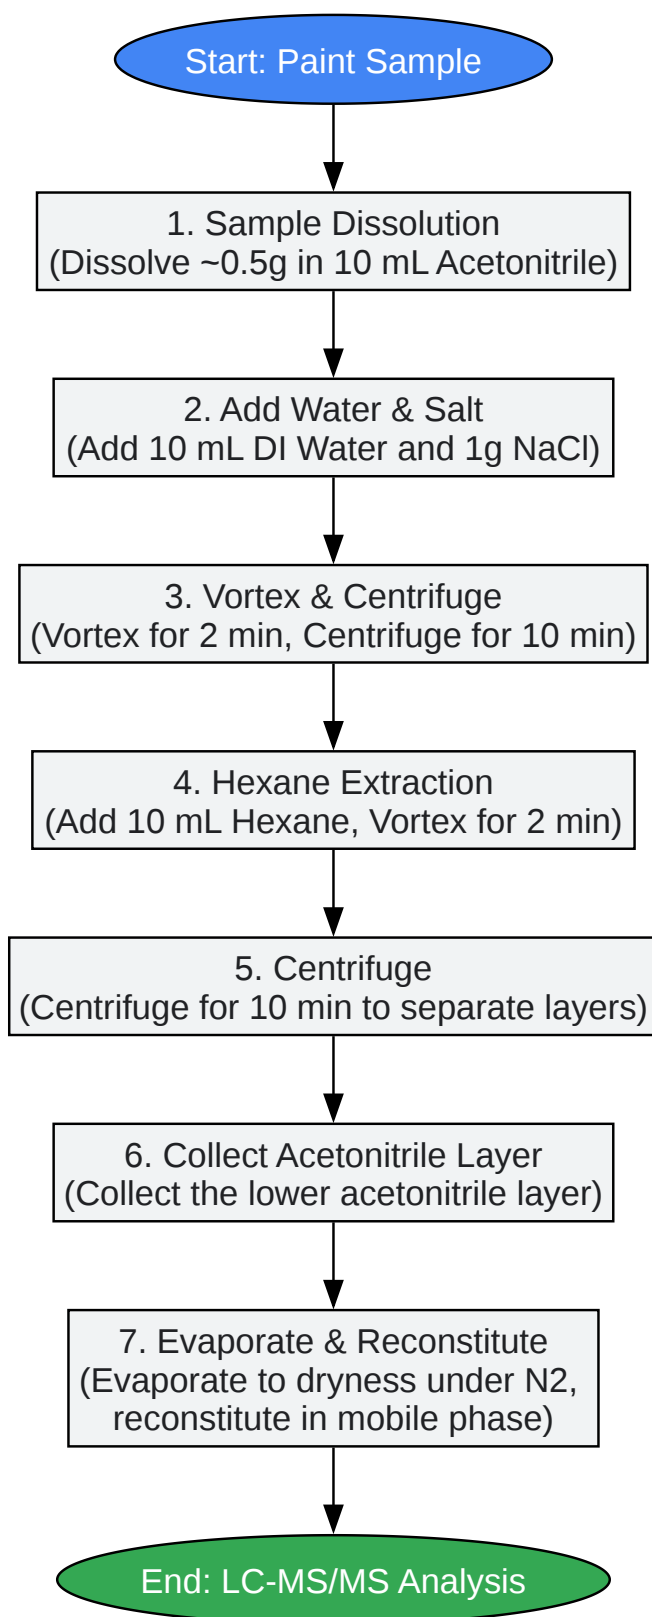 Start: Paint Sample
1. Sample Dissolution
(Dissolve ~0.5g in 10 mL Acetonitrile)
2. Add Water & Salt
(Add 10 mL DI Water and 1g NaCl)
3. Vortex & Centrifuge
(Vortex for 2 min, Centrifuge for 10 min)
4. Hexane Extraction
(Add 10 mL Hexane, Vortex for 2 min)
5. Centrifuge
(Centrifuge for 10 min to separate layers)
6. Collect Acetonitrile Layer
(Collect the lower acetonitrile layer)
7. Evaporate & Reconstitute
(Evaporate to dryness under N2,
reconstitute in mobile phase)
End: LC-MS/MS Analysis